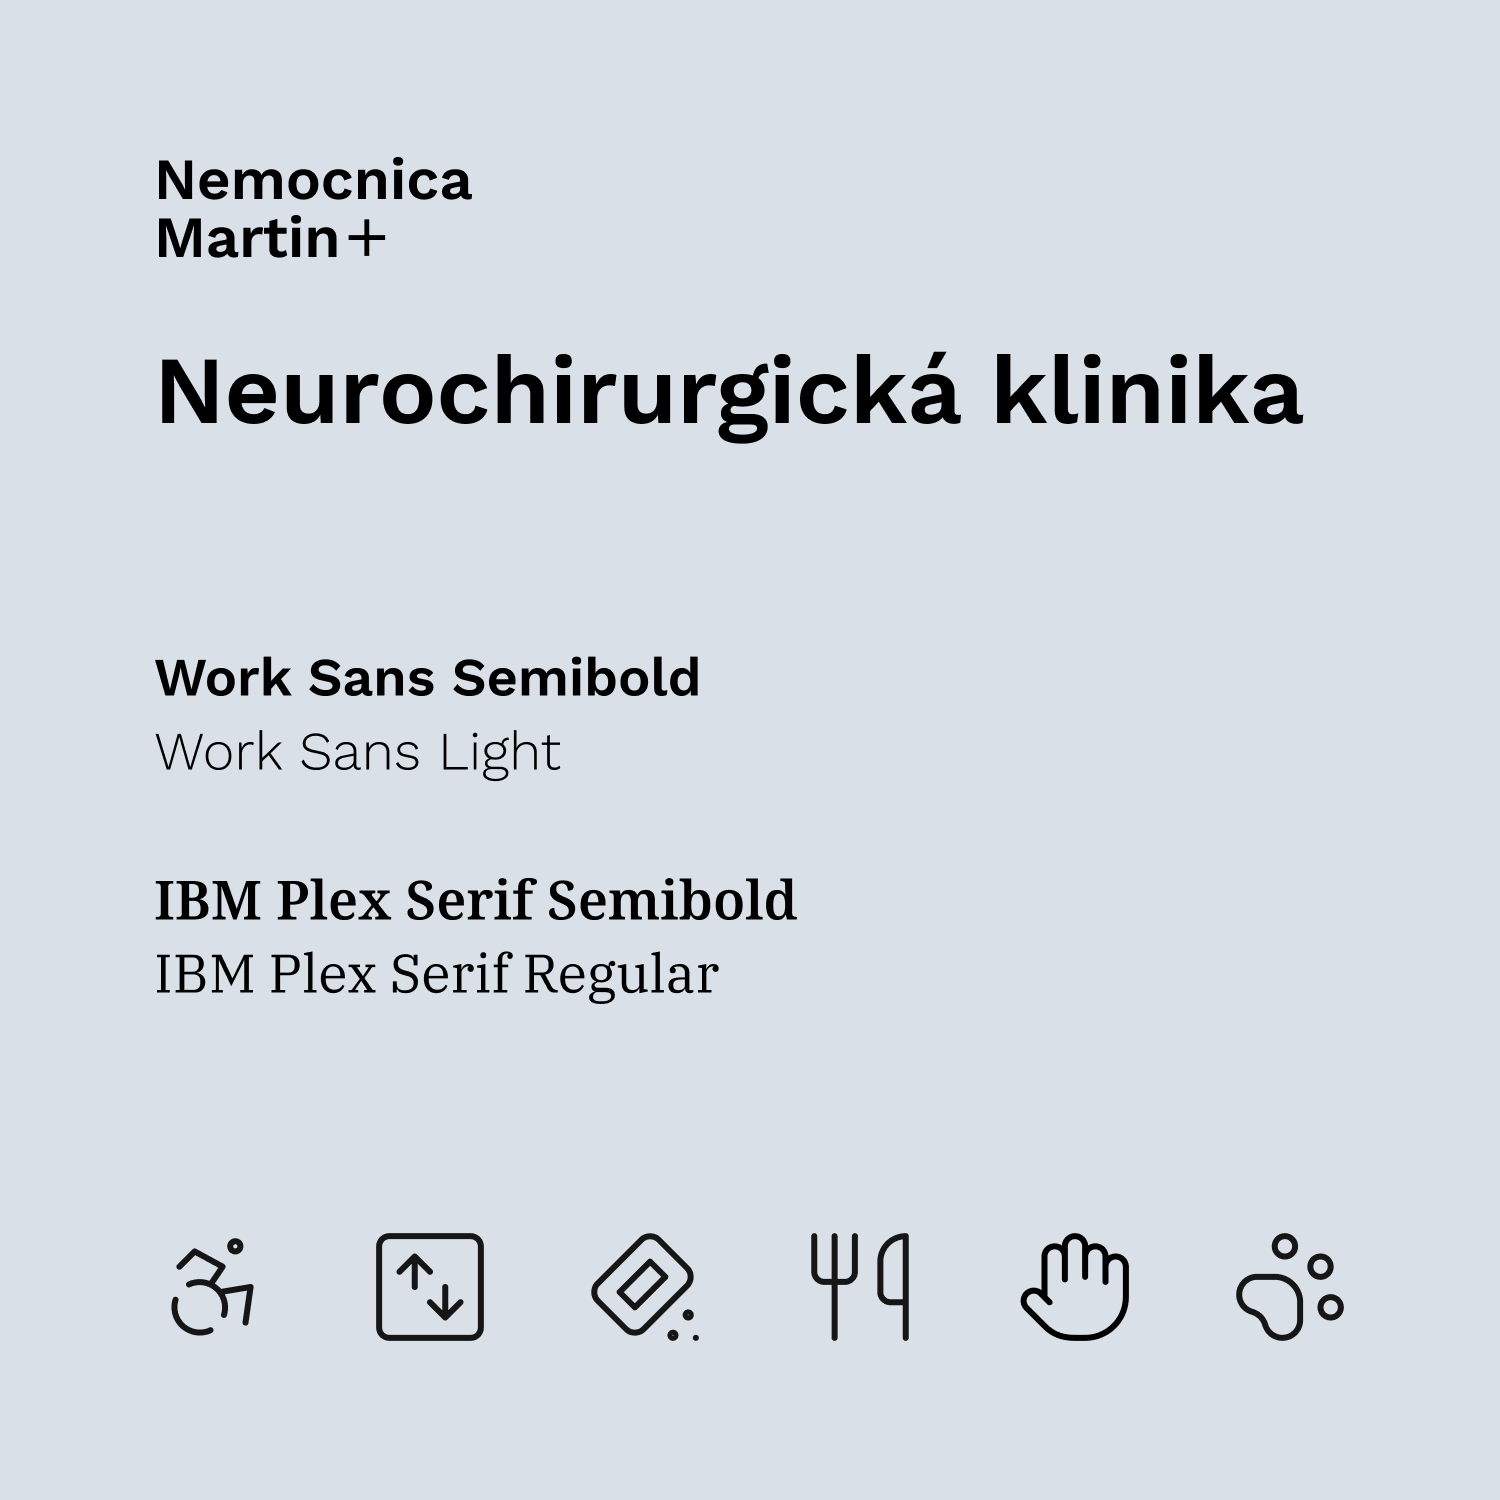 Nemocnica
Martin+
Neurochirurgická klinika
Work Sans Semibold
Work Sans Light
IBM Plex Serif Semibold
IBM Plex Serif Regular